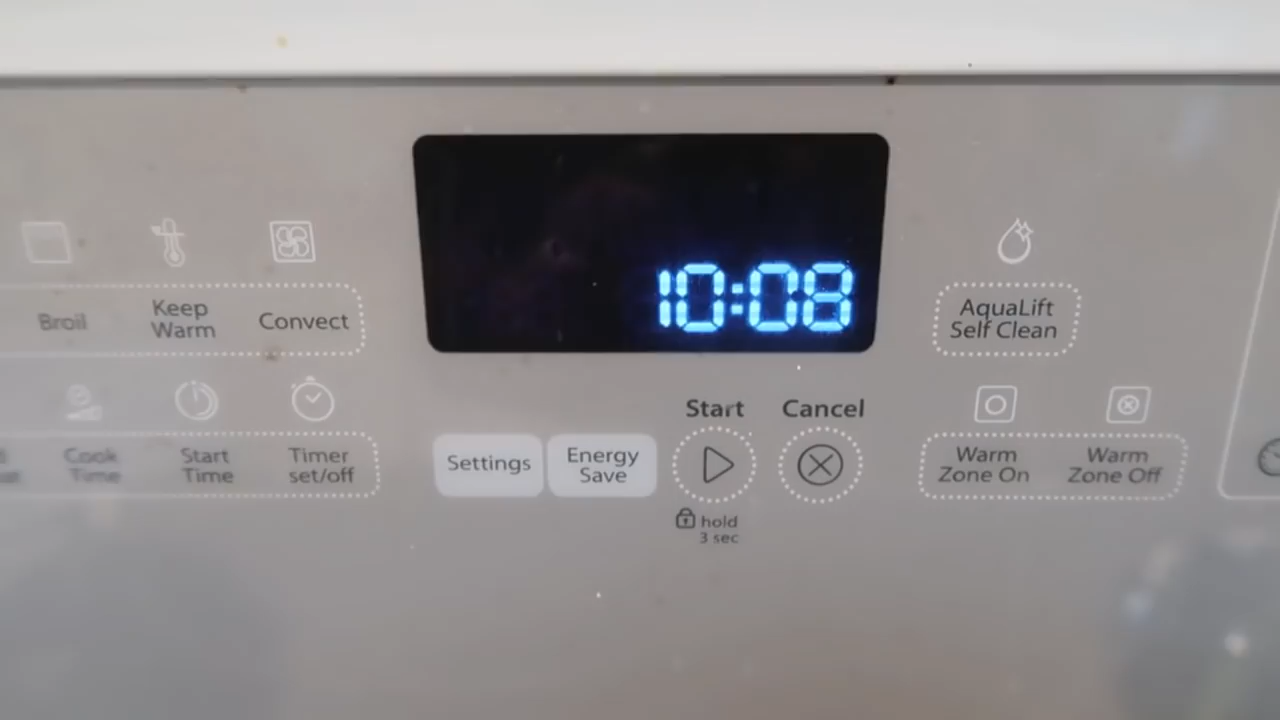 10:08
Broil
Keep
Warm
Convect
AquaLift
Self Clean
Start
Cancel
Cook
Time
Start
Time
Timer
set/off
Settings
Energy
Save
Warm
Zone On
Warm
Zone Off
hold
3 sec